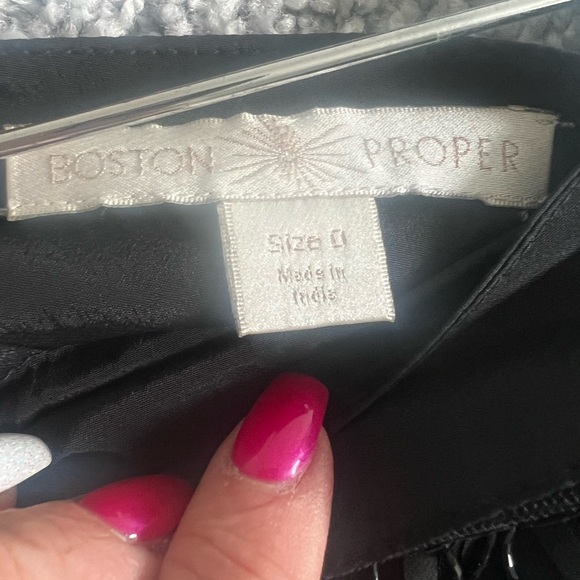 BOSTON PROPER
Size 0
Made in
India